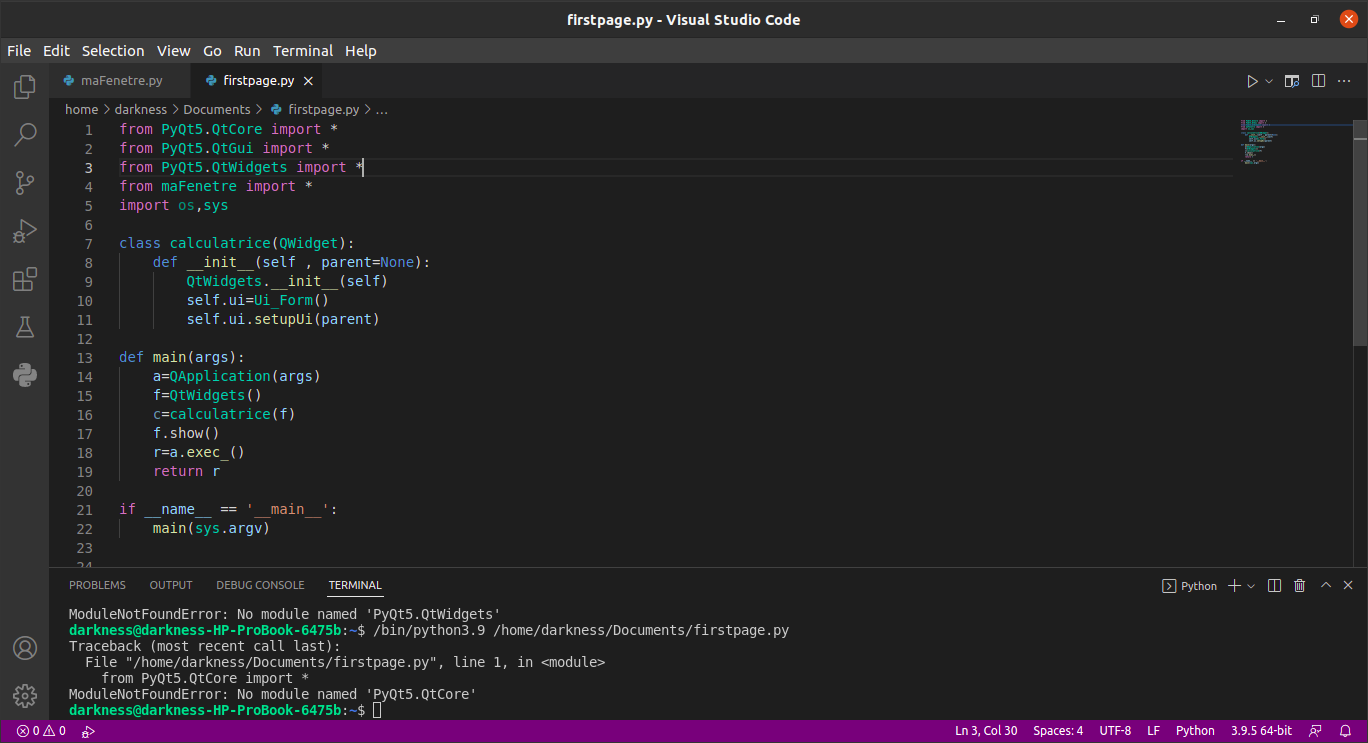 firstpage.py - Visual Studio Code
File Edit Selection View Go Run Terminal Help
maFenetre.py firstpage.py
home > darkness > Documents > firstpage.py > ...
1 from PyQt5.QtCore import *
2 from PyQt5.QtGui import *
3 from PyQt5.QtWidgets import *
4 from maFenetre import *
5 import os,sys
6
7 class calculatrice(QWidget):
8     def __init__(self , parent=None):
9         QtWidgets.__init__(self)
10         self.ui=Ui_Form()
11         self.ui.setupUi(parent)
12
13 def main(args):
14     a=QApplication(args)
15     f=QtWidgets()
16     c=calculatrice(f)
17     f.show()
18     r=a.exec_()
19     return r
20
21 if __name__ == '__main__':
22     main(sys.argv)
23
24
PROBLEMS OUTPUT DEBUG CONSOLE TERMINAL Python
ModuleNotFoundError: No module named 'PyQt5.QtWidgets'
darkness@darkness-HP-ProBook-6475b:~$ /bin/python3.9 /home/darkness/Documents/firstpage.py
Traceback (most recent call last):
  File "/home/darkness/Documents/firstpage.py", line 1, in <module>
    from PyQt5.QtCore import *
ModuleNotFoundError: No module named 'PyQt5.QtCore'
darkness@darkness-HP-ProBook-6475b:~$
0 0 Ln 3, Col 30 Spaces: 4 UTF-8 LF Python 3.9.5 64-bit